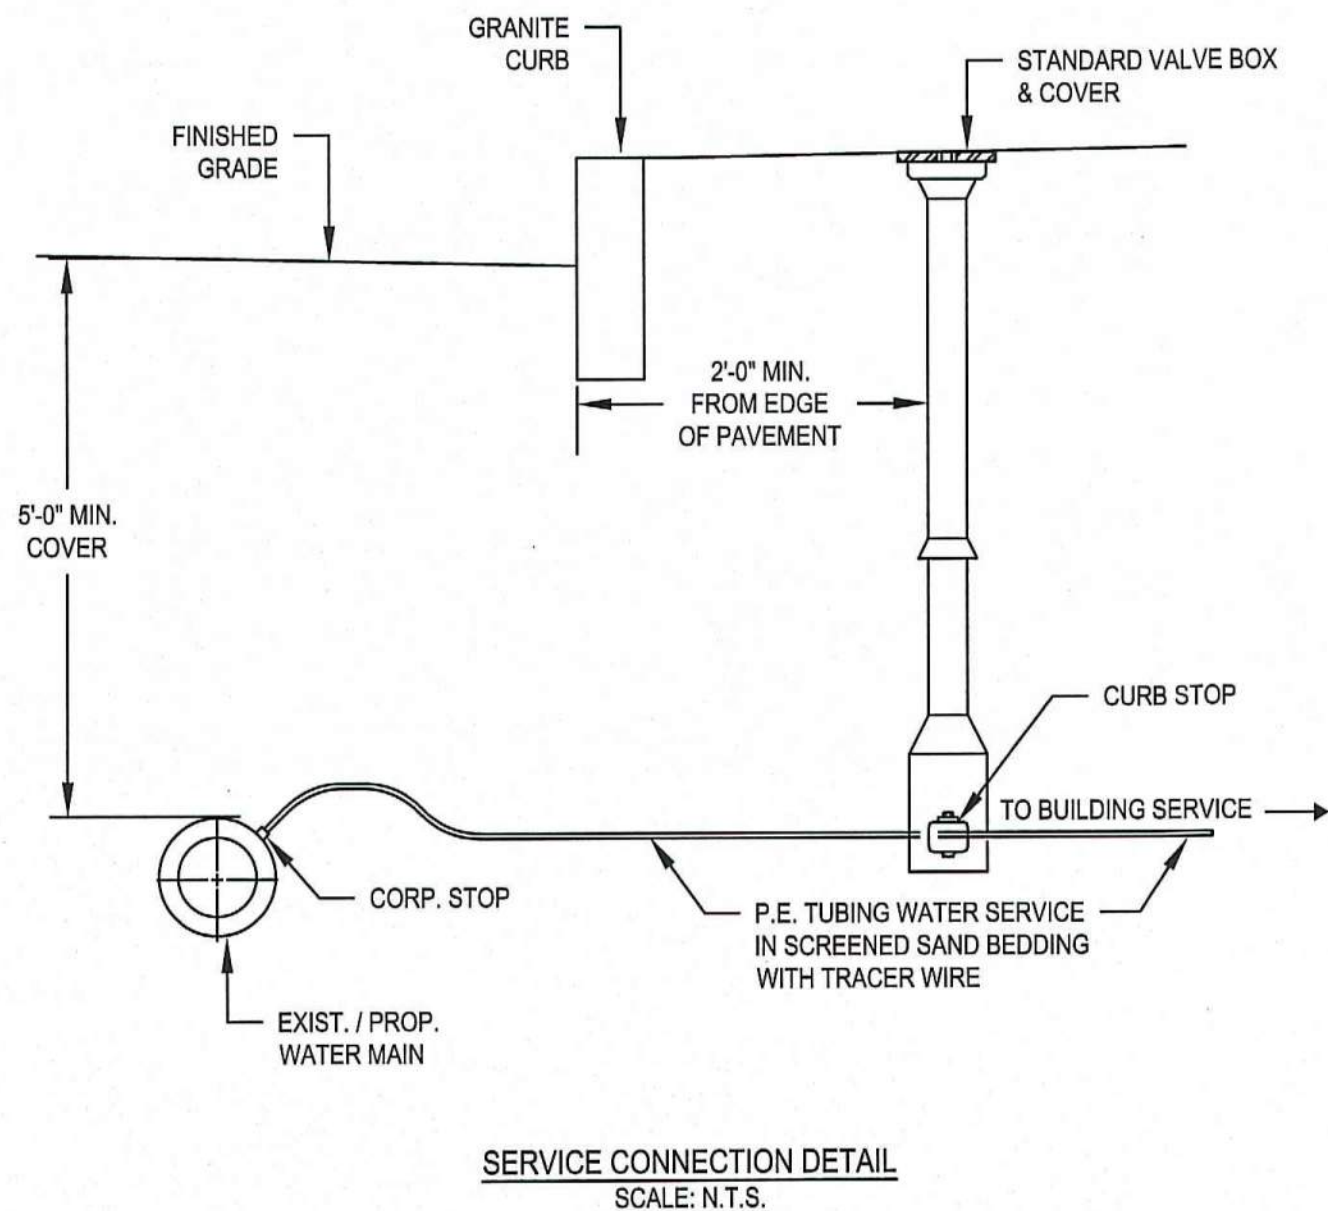 GRANITE
CURB
STANDARD VALVE BOX
& COVER
FINISHED
GRADE
2'-0" MIN.
FROM EDGE
OF PAVEMENT
5'-0" MIN.
COVER
CURB STOP
TO BUILDING SERVICE
CORP. STOP
P.E. TUBING WATER SERVICE
IN SCREENED SAND BEDDING
WITH TRACER WIRE
EXIST. / PROP.
WATER MAIN
SERVICE CONNECTION DETAIL
SCALE: N.T.S.